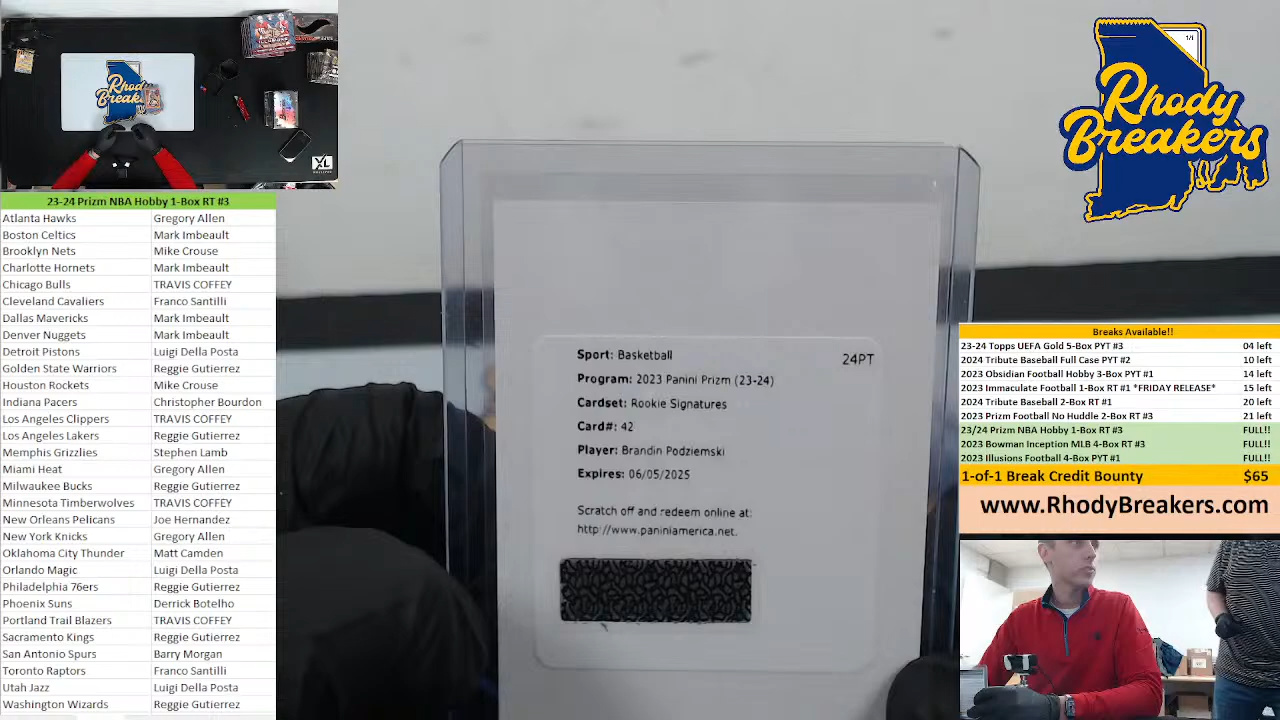 Rhody
Breakers
XL
23-24 Prizm NBA Hobby 1-Box RT #3
Atlanta Hawks Gregory Allen
Boston Celtics Mark Imbeault
Brooklyn Nets Mike Crouse
Charlotte Hornets Mark Imbeault
Chicago Bulls TRAVIS COFFEY
Cleveland Cavaliers Franco Santilli
Dallas Mavericks Mark Imbeault
Denver Nuggets Mark Imbeault
Detroit Pistons Luigi Della Posta
Golden State Warriors Reggie Gutierrez
Houston Rockets Mike Crouse
Indiana Pacers Christopher Bourdon
Los Angeles Clippers TRAVIS COFFEY
Los Angeles Lakers Reggie Gutierrez
Memphis Grizzlies Stephen Lamb
Miami Heat Gregory Allen
Milwaukee Bucks Reggie Gutierrez
Minnesota Timberwolves TRAVIS COFFEY
New Orleans Pelicans Joe Hernandez
New York Knicks Gregory Allen
Oklahoma City Thunder Matt Camden
Orlando Magic Luigi Della Posta
Philadelphia 76ers Reggie Gutierrez
Phoenix Suns Derrick Botelho
Portland Trail Blazers TRAVIS COFFEY
Sacramento Kings Reggie Gutierrez
San Antonio Spurs Barry Morgan
Toronto Raptors Franco Santilli
Utah Jazz Luigi Della Posta
Washington Wizards Reggie Gutierrez
Sport: Basketball 24PT
Program: 2023 Panini Prizm (23-24)
Cardset: Rookie Signatures
Card#: 42
Player: Brandin Podziemski
Expires: 06/05/2025
Scratch off and redeem online at:
http://www.paniniamerica.net.
1/1
Rhody
Breakers
Breaks Available!!
23-24 Topps UEFA Gold 5-Box PYT #3 04 left
2024 Tribute Baseball Full Case PYT #2 10 left
2023 Obsidian Football Hobby 3-Box PYT #1 14 left
2023 Immaculate Football 1-Box RT #1 *FRIDAY RELEASE* 15 left
2024 Tribute Baseball 2-Box RT #1 20 left
2023 Prizm Football No Huddle 2-Box RT #3 21 left
23/24 Prizm NBA Hobby 1-Box RT #3 FULL!!
2023 Bowman Inception MLB 4-Box RT #3 FULL!!
2023 Illusions Football 4-Box PYT #1 FULL!!
1-of-1 Break Credit Bounty $65
www.RhodyBreakers.com